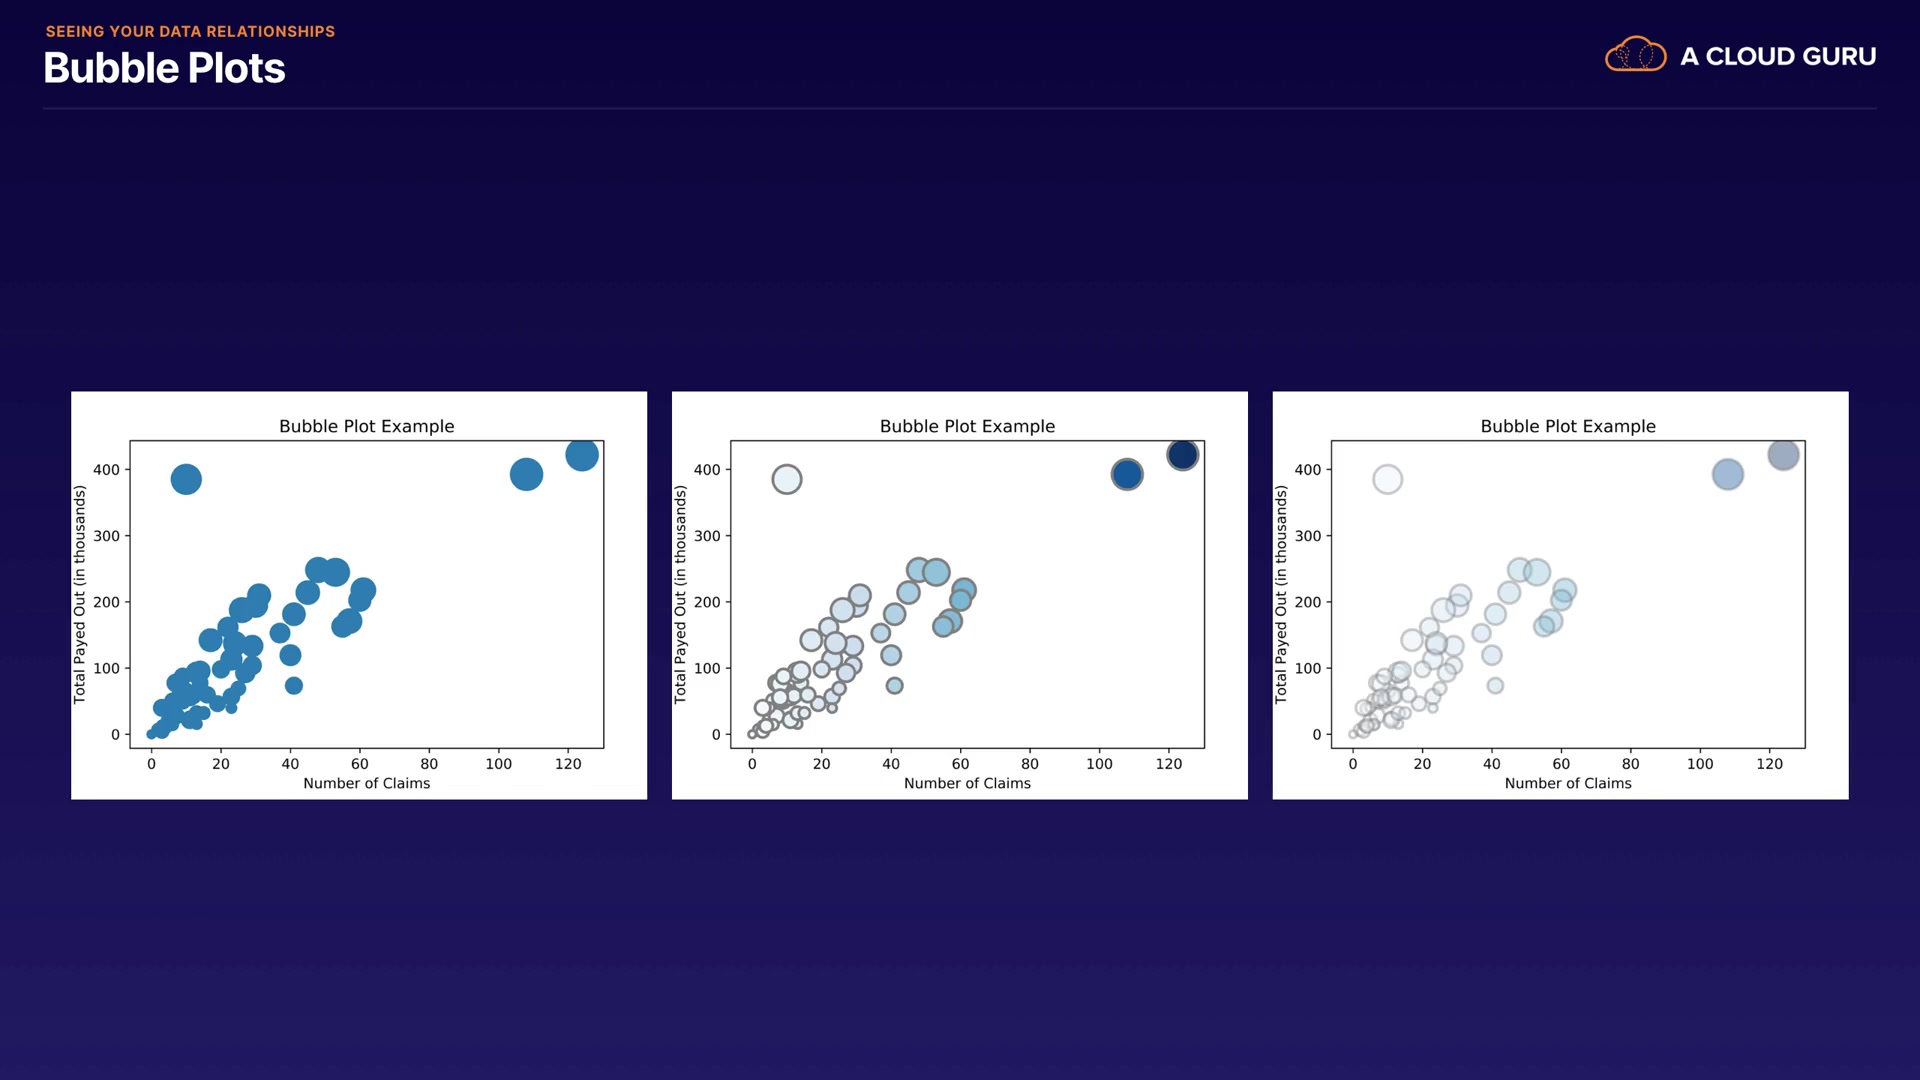 SEEING YOUR DATA RELATIONSHIPS
Bubble Plots
A CLOUD GURU
Bubble Plot Example
Total Payed Out (in thousands)
400
300
200
100
0
0 20 40 60 80 100 120
Number of Claims
Bubble Plot Example
Total Payed Out (in thousands)
400
300
200
100
0
0 20 40 60 80 100 120
Number of Claims
Bubble Plot Example
Total Payed Out (in thousands)
400
300
200
100
0
0 20 40 60 80 100 120
Number of Claims